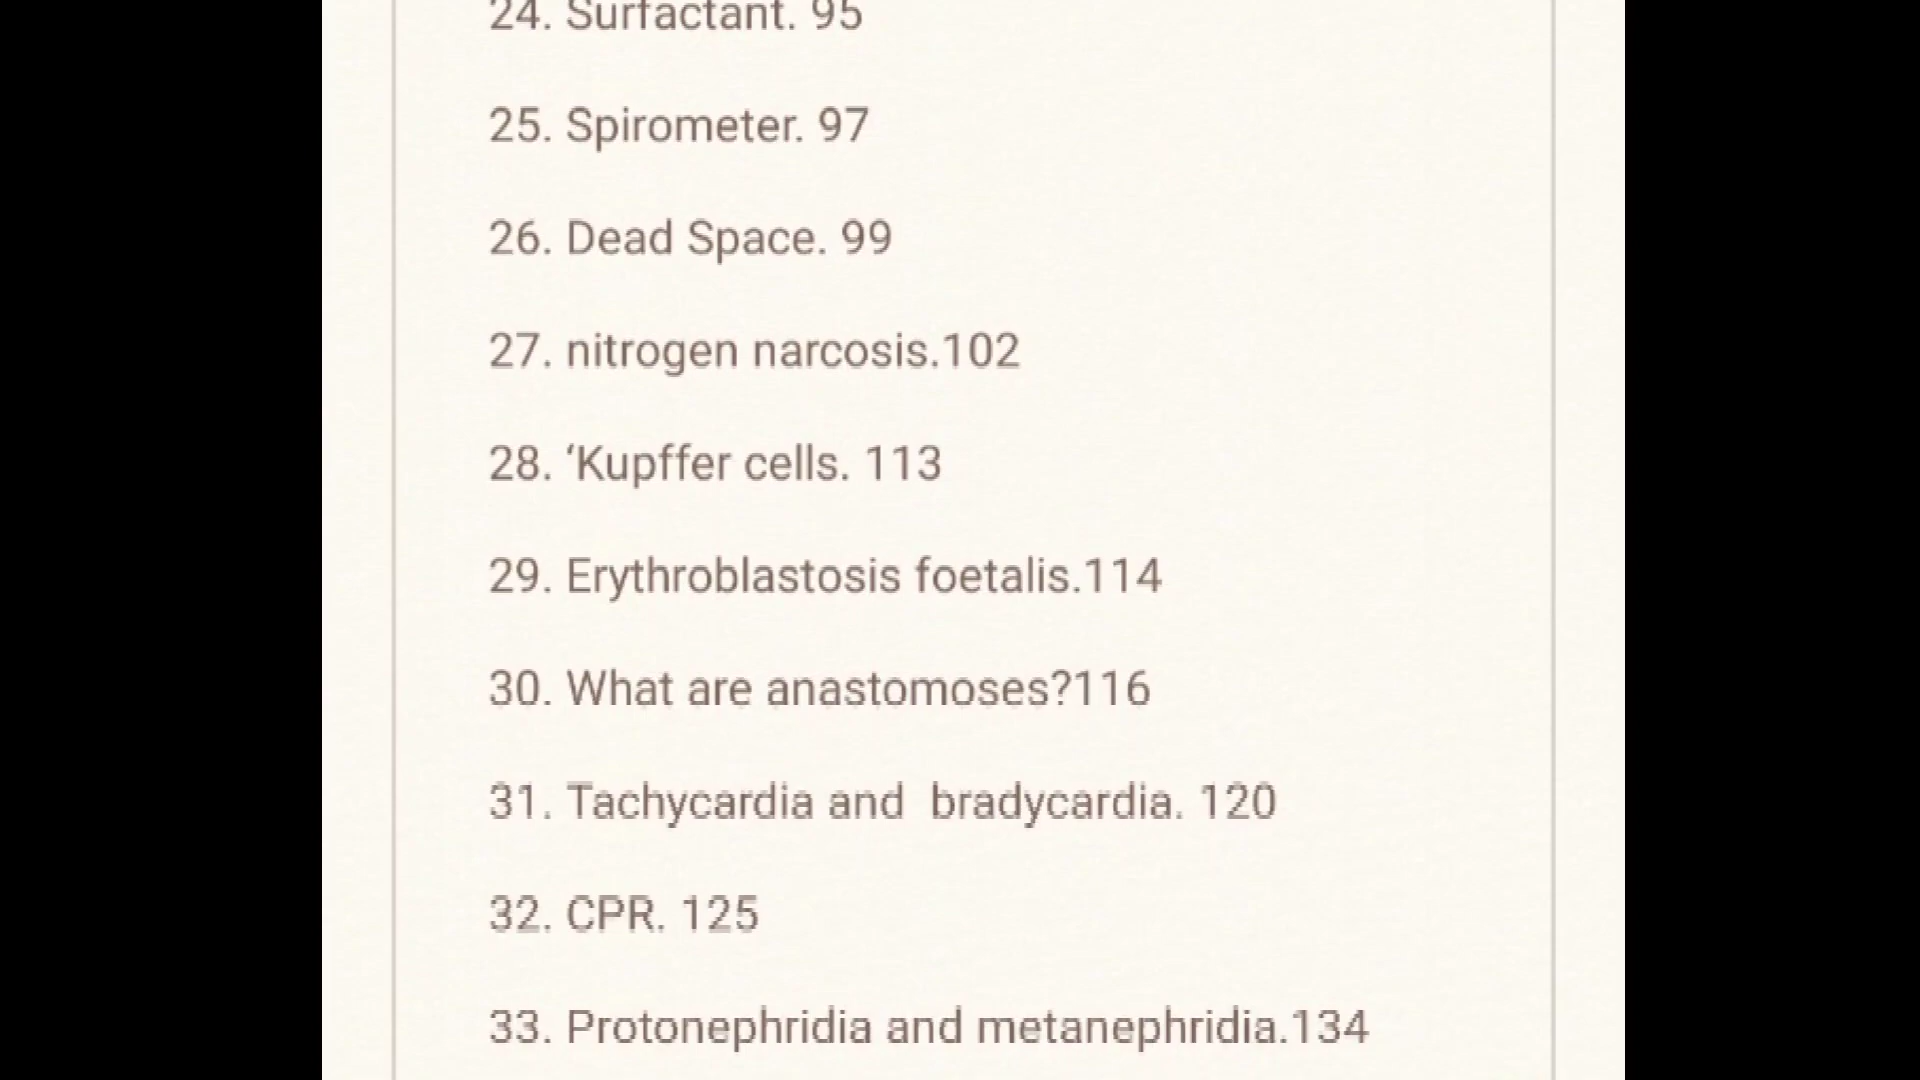 24. Surfactant. 95
25. Spirometer. 97
26. Dead Space. 99
27. nitrogen narcosis.102
28. ‘Kupffer cells. 113
29. Erythroblastosis foetalis.114
30. What are anastomoses?116
31. Tachycardia and  bradycardia. 120
32. CPR. 125
33. Protonephridia and metanephridia.134